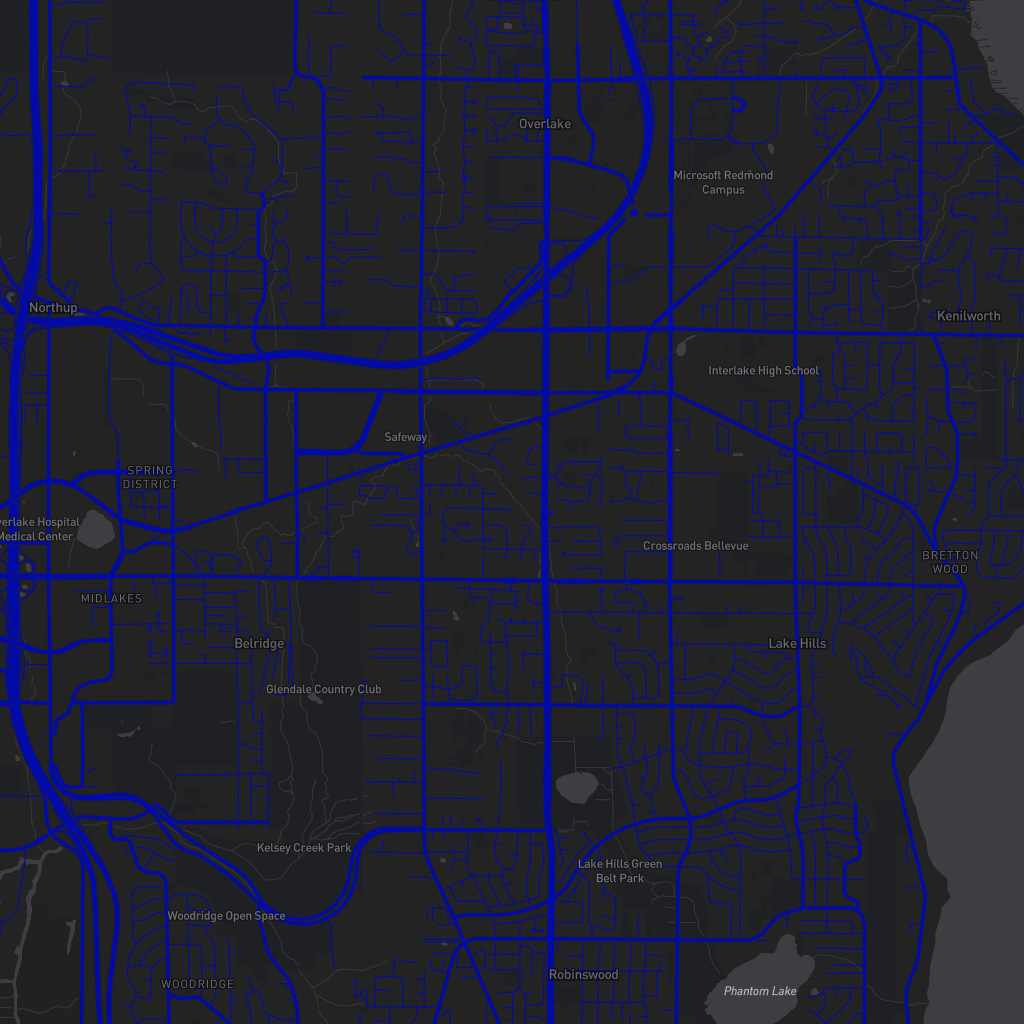 Overlake
Microsoft Redmond
Campus
Northup
Kenilworth
Interlake High School
Safeway
SPRING
DISTRICT
verlake Hospital
Medical Center
Crossroads Bellevue
BRETTON
WOOD
MIDLAKES
Belridge
Lake Hills
Glendale Country Club
Kelsey Creek Park
Lake Hills Green
Belt Park
Woodridge Open Space
WOODRIDGE
Robinswood
Phantom Lake